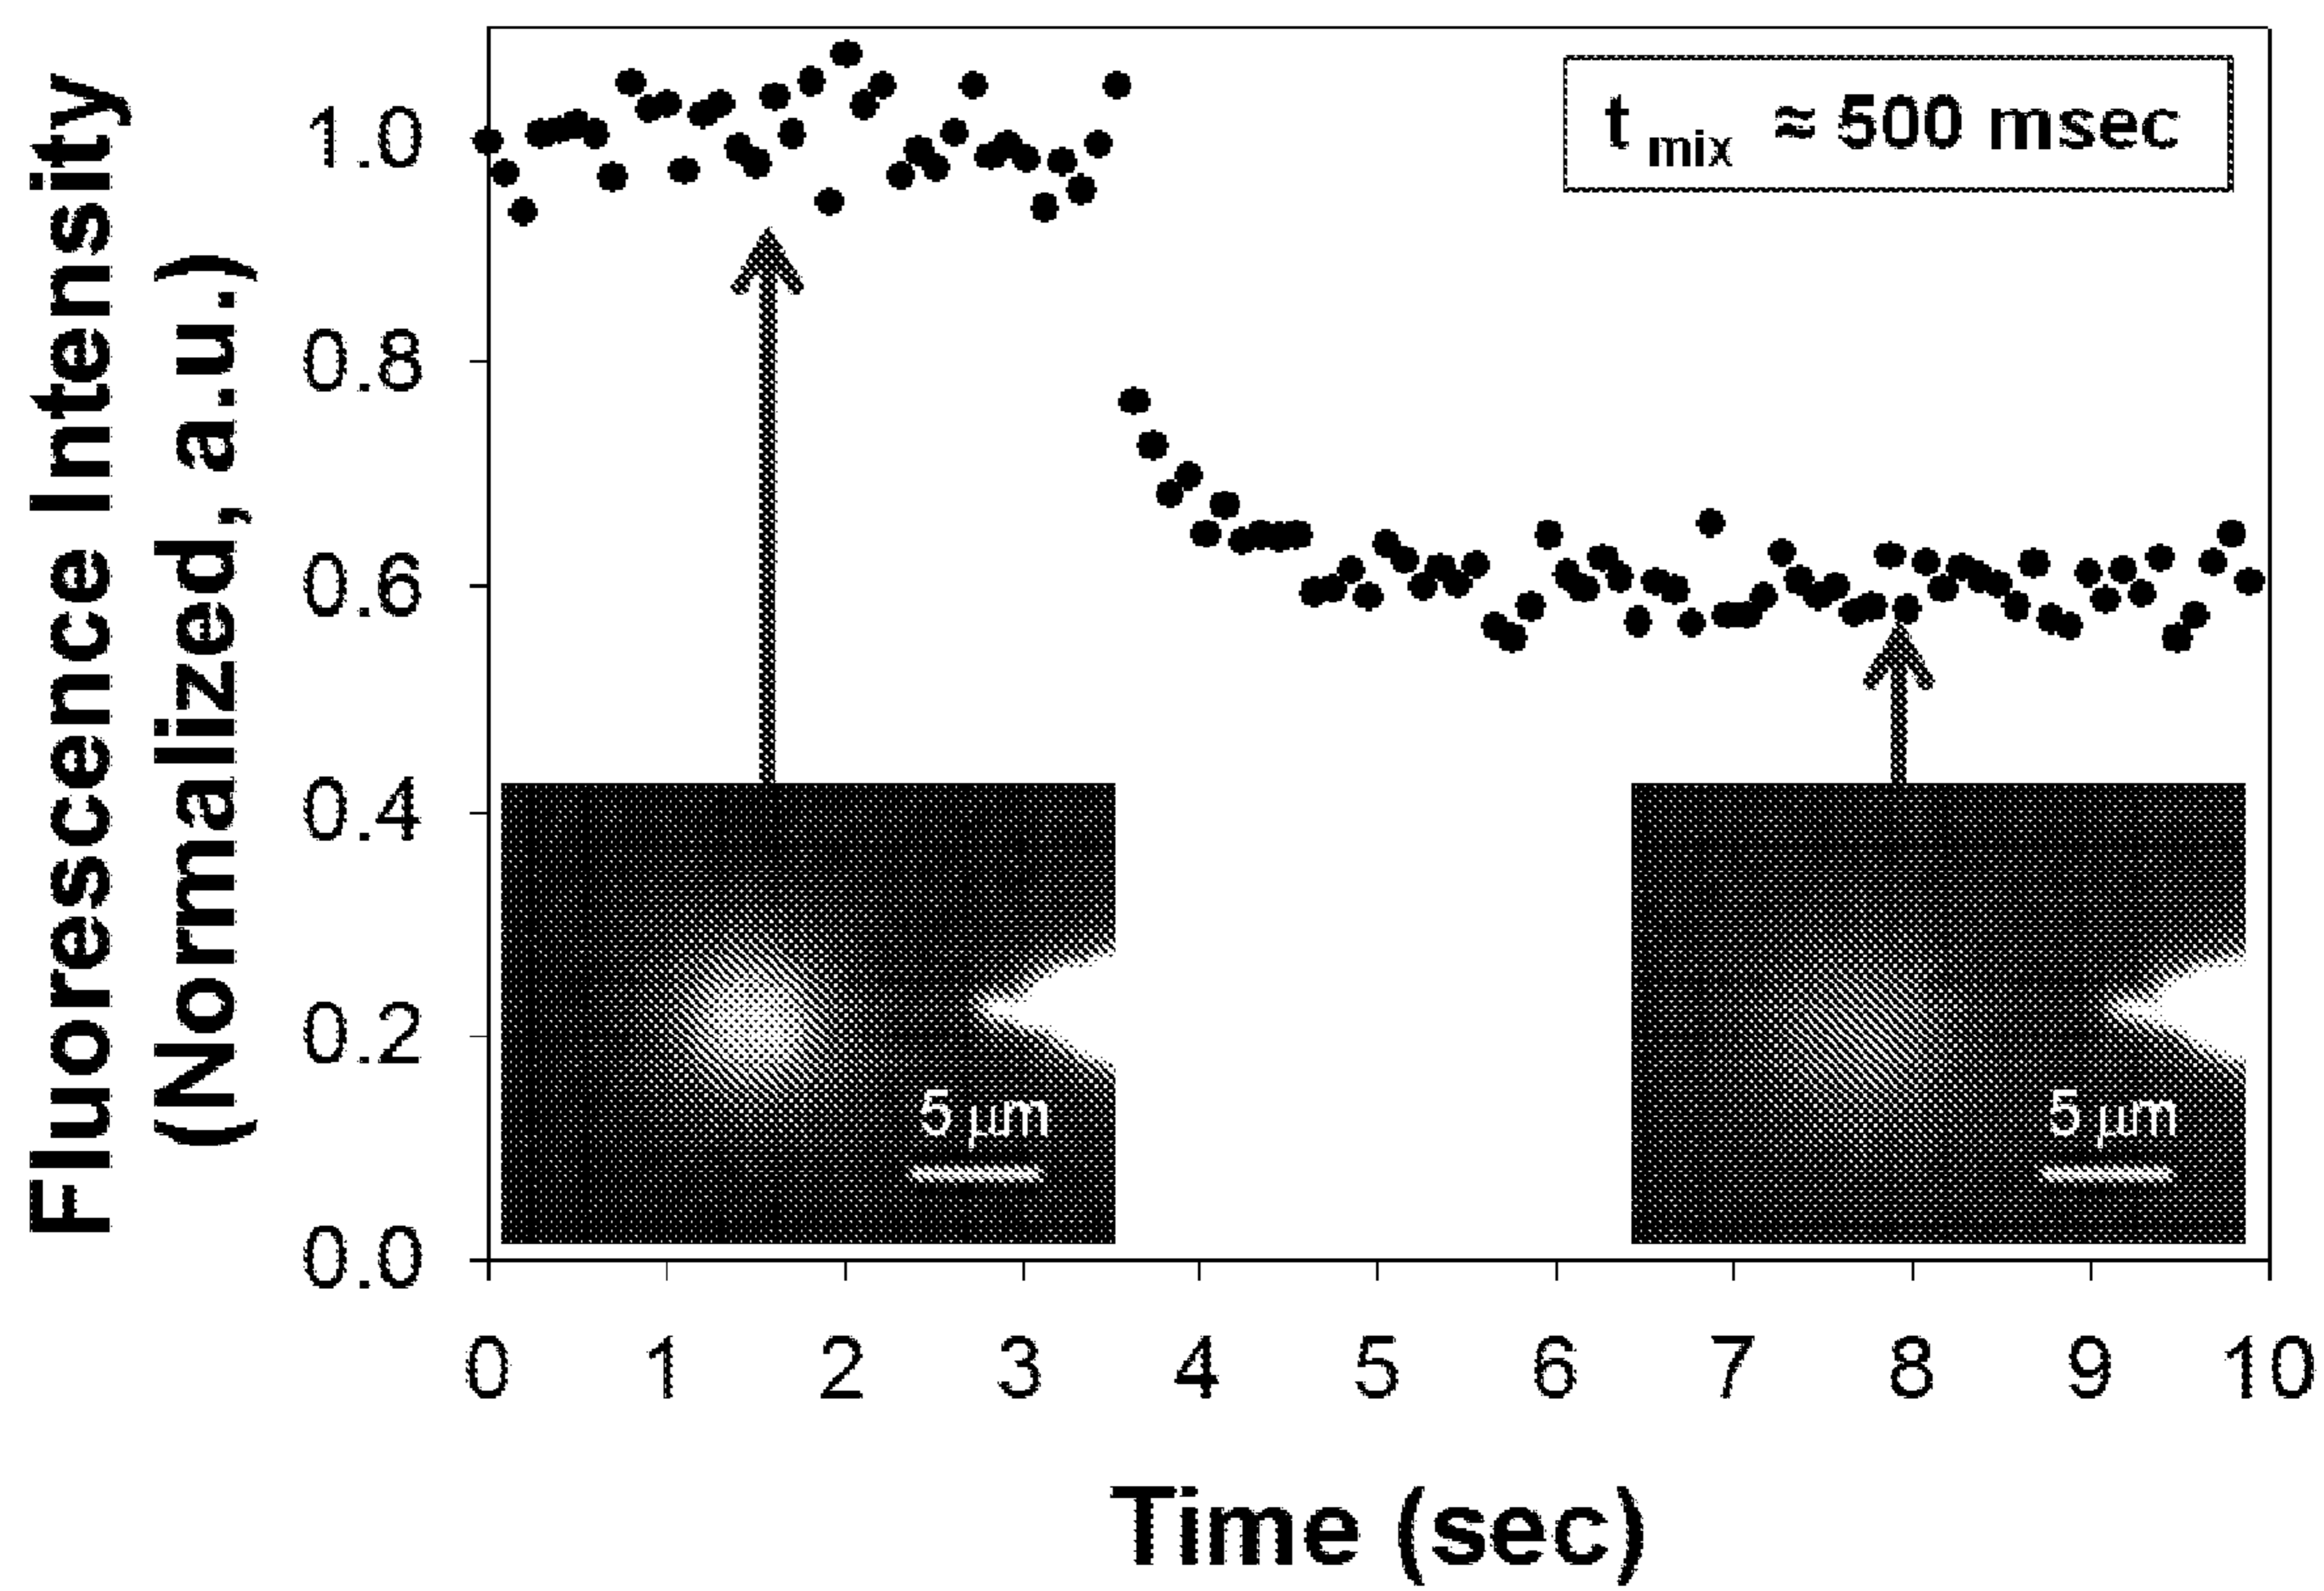 Fluorescence Intensity
(Normalized, a.u.)
1.0
0.8
0.6
0.4
0.2
0.0
t mix ≈ 500 msec
5 μm
5 μm
0 1 2 3 4 5 6 7 8 9 10
Time (sec)